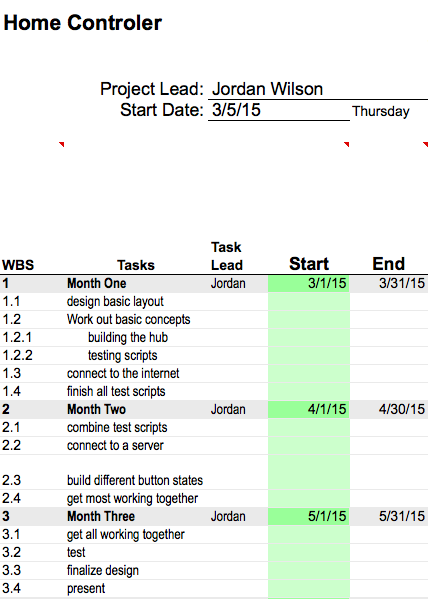 Home Controler
Project Lead: Jordan Wilson
Start Date: 3/5/15 Thursday
WBS Tasks Task Lead Start End
1 Month One Jordan 3/1/15 3/31/15
1.1 design basic layout
1.2 Work out basic concepts
1.2.1 building the hub
1.2.2 testing scripts
1.3 connect to the internet
1.4 finish all test scripts
2 Month Two Jordan 4/1/15 4/30/15
2.1 combine test scripts
2.2 connect to a server
2.3 build different button states
2.4 get most working together
3 Month Three Jordan 5/1/15 5/31/15
3.1 get all working together
3.2 test
3.3 finalize design
3.4 present